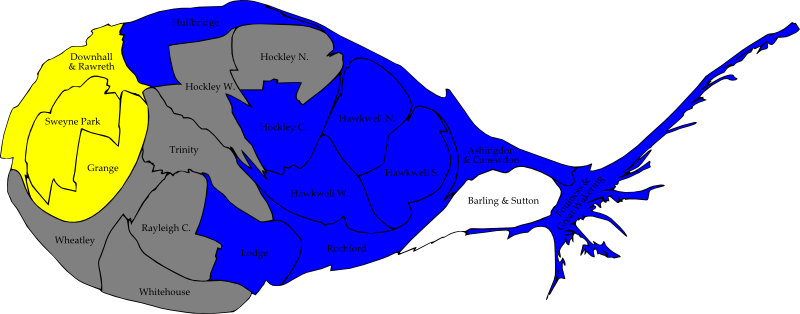 Hullbridge
Downhall
& Rawreth
Hockley N.
Hockley W.
Sweyne Park
Hockley C.
Hawkwell N.
Trinity
Grange
Ashingdon
& Canewdon
Hawkwell S.
Hawkwell W.
Barling & Sutton
Foulness &
Great Wakering
Rayleigh C.
Wheatley
Lodge
Rochford
Whitehouse